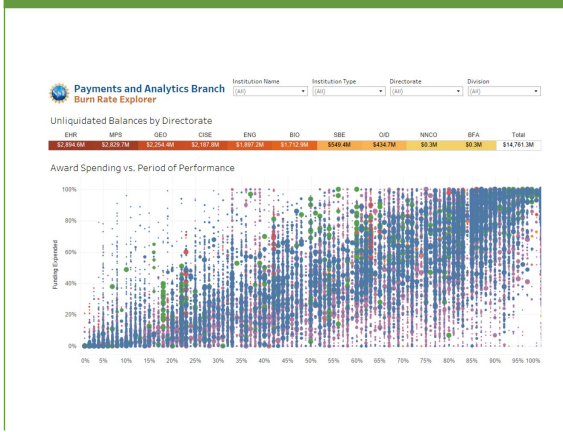 Payments and Analytics Branch
Burn Rate Explorer
Institution Name
(All)
Institution Type
(All)
Directorate
(All)
Division
(All)
Unliquidated Balances by Directorate
EHR MPS GEO CISE ENG BIO SBE O/D NNCO BFA Total
$2,894.6M $2,829.7M $2,254.4M $2,187.8M $1,897.2M $1,712.9M $549.4M $434.7M $0.3M $0.3M $14,761.3M
Award Spending vs. Period of Performance
Funding Expended
100%
80%
60%
40%
20%
0%
0% 5% 10% 15% 20% 25% 30% 35% 40% 45% 50% 55% 60% 65% 70% 75% 80% 85% 90% 95% 100%